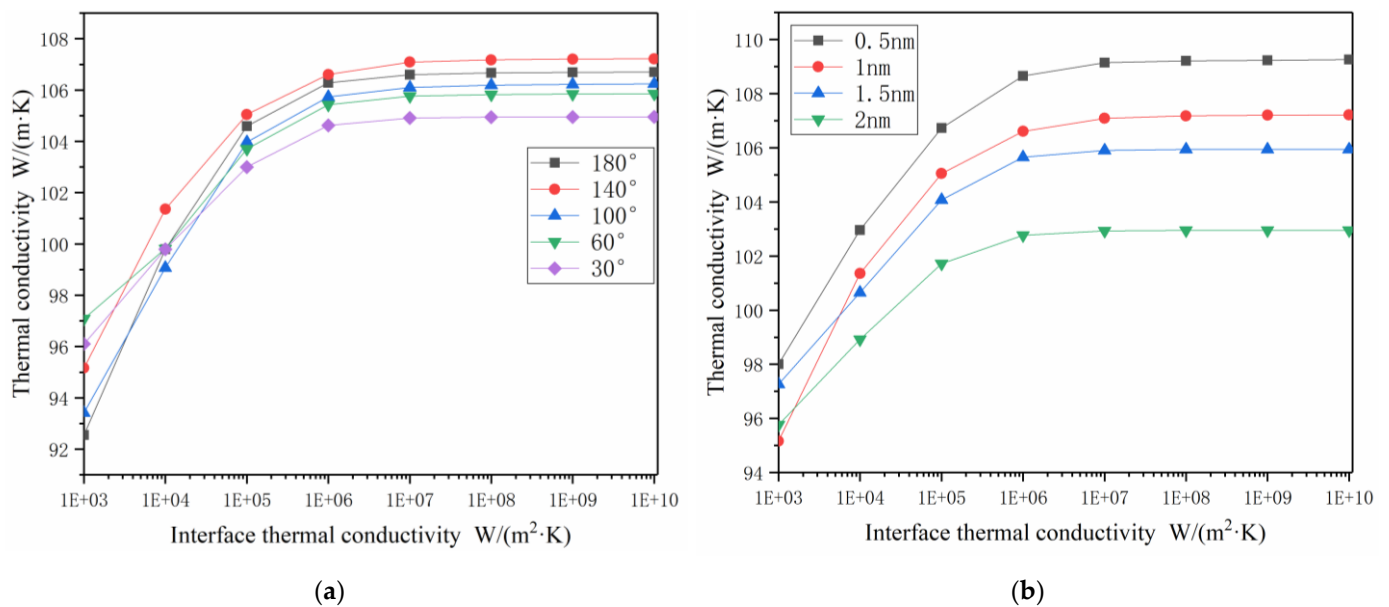 Thermal conductivity W/(m·K)
108
106
104
102
100
98
96
94
92
180°
140°
100°
60°
30°
1E+03 1E+04 1E+05 1E+06 1E+07 1E+08 1E+09 1E+10
Interface thermal conductivity W/(m²·K)
(a)
Thermal conductivity W/(m·K)
110
108
106
104
102
100
98
96
94
0.5nm
1nm
1.5nm
2nm
1E+03 1E+04 1E+05 1E+06 1E+07 1E+08 1E+09 1E+10
Interface thermal conductivity W/(m²·K)
(b)